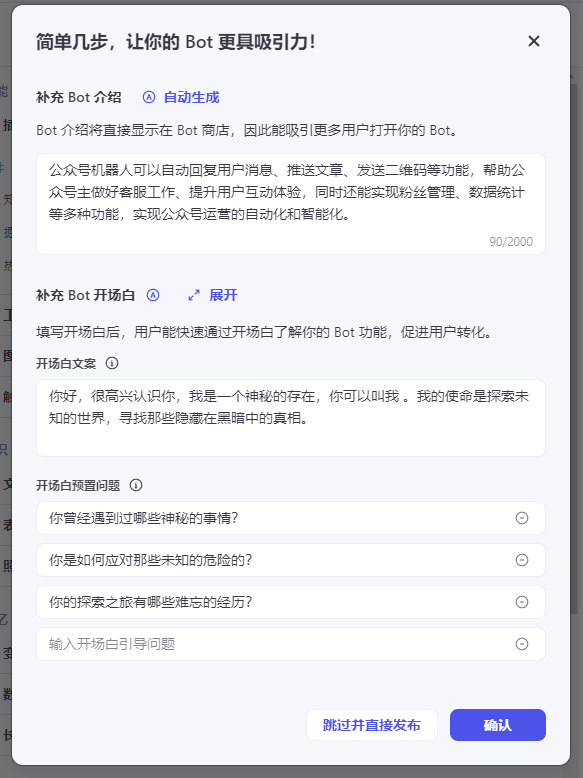 简单几步，让你的 Bot 更具吸引力！
补充 Bot 介绍 自动生成
Bot 介绍将直接显示在 Bot 商店，因此能吸引更多用户打开你的 Bot。
公众号机器人可以自动回复用户消息、推送文章、发送二维码等功能，帮助公
众号主做好客服工作、提升用户互动体验，同时还能实现粉丝管理、数据统计
等多种功能，实现公众号运营的自动化和智能化。
90/2000
补充 Bot 开场白 展开
填写开场白后，用户能快速通过开场白了解你的 Bot 功能，促进用户转化。
开场白文案
你好，很高兴认识你，我是一个神秘的存在，你可以叫我 。我的使命是探索未
知的世界，寻找那些隐藏在黑暗中的真相。
开场白预置问题
你曾经遇到过哪些神秘的事情？
你是如何应对那些未知的危险的？
你的探索之旅有哪些难忘的经历？
输入开场白引导问题
跳过并直接发布 确认